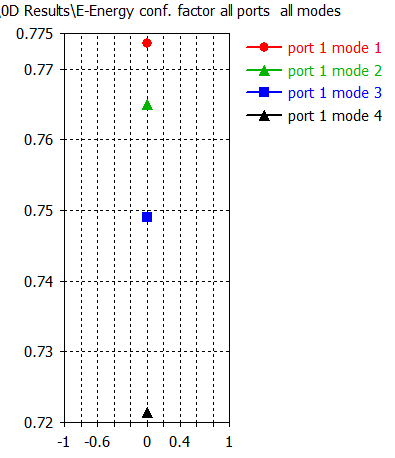 0D Results\E-Energy conf. factor all ports  all modes
0.775
0.77
0.76
0.75
0.74
0.73
0.72
-1 -0.6 0 0.4 1
port 1 mode 1
port 1 mode 2
port 1 mode 3
port 1 mode 4